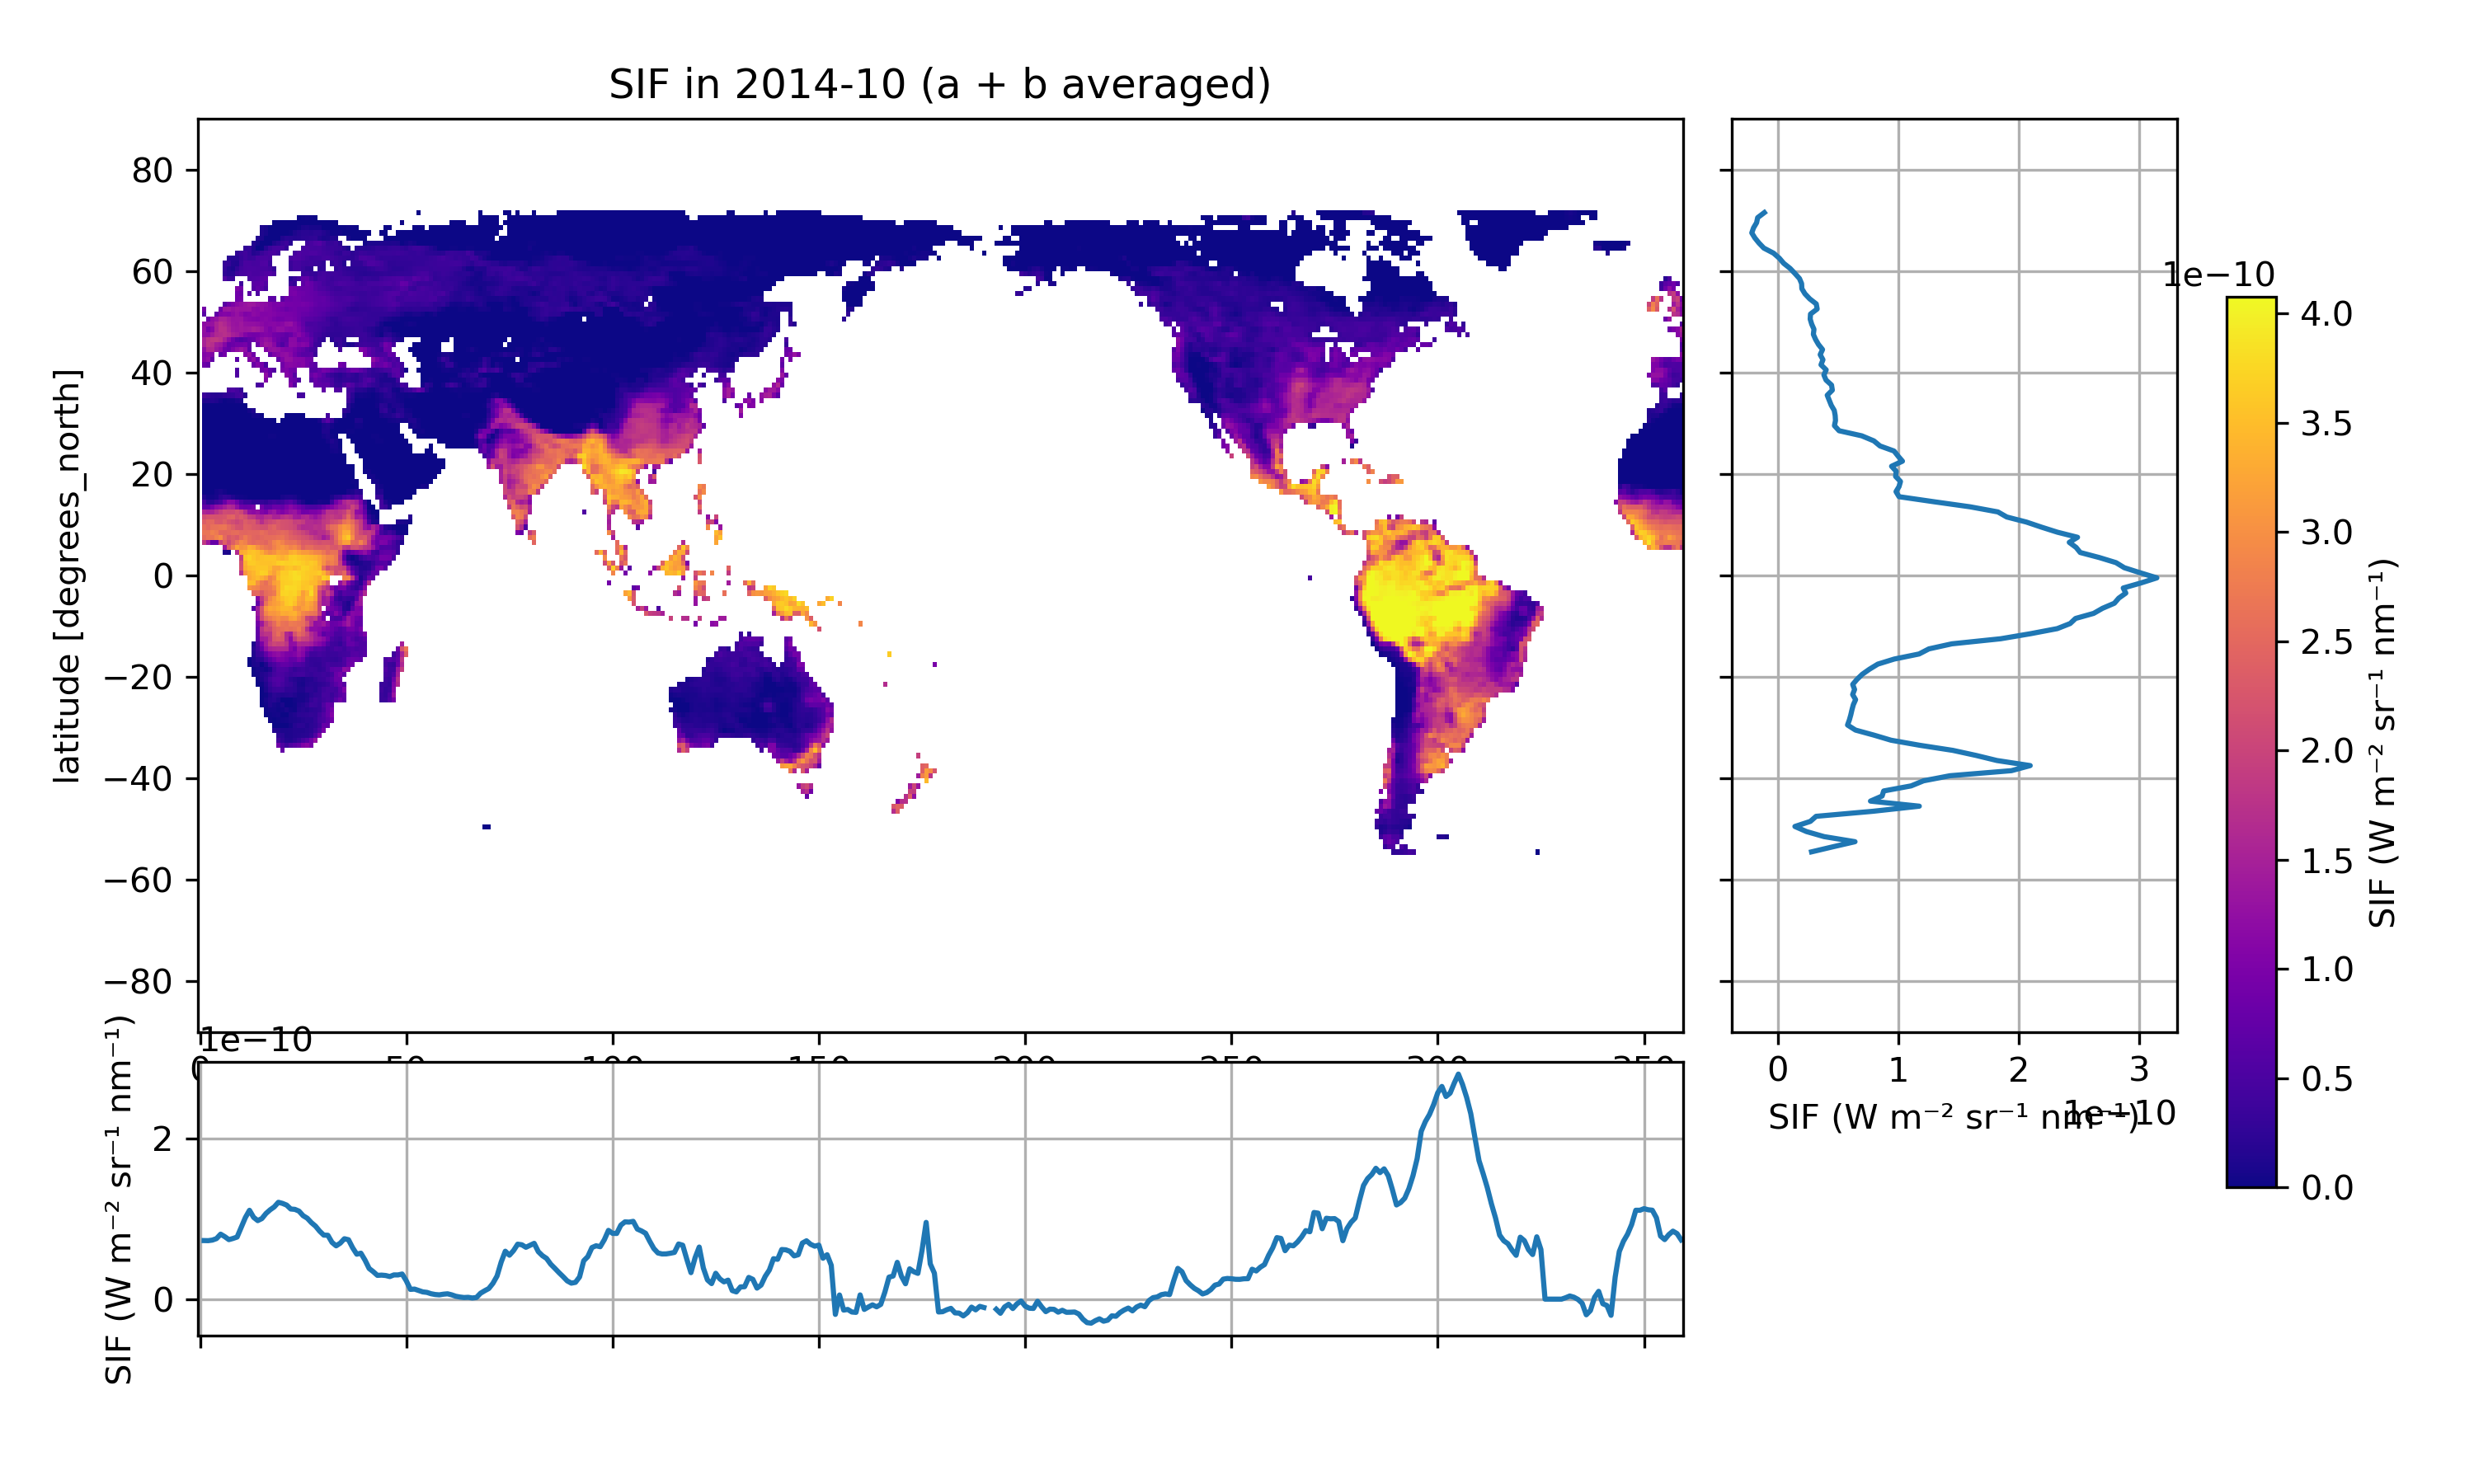 SIF in 2014-10 (a + b averaged)
latitude [degrees_north]
80
60
40
20
0
−20
−40
−60
−80
0 50 100 150 200 250 300 350
1e−10
SIF (W m⁻² sr⁻¹ nm⁻¹)
2
0
0 1 2 3
SIF (W m⁻² sr⁻¹ nm⁻¹)
1e−10
1e−10
4.0
3.5
3.0
2.5
2.0
1.5
1.0
0.5
0.0
SIF (W m⁻² sr⁻¹ nm⁻¹)